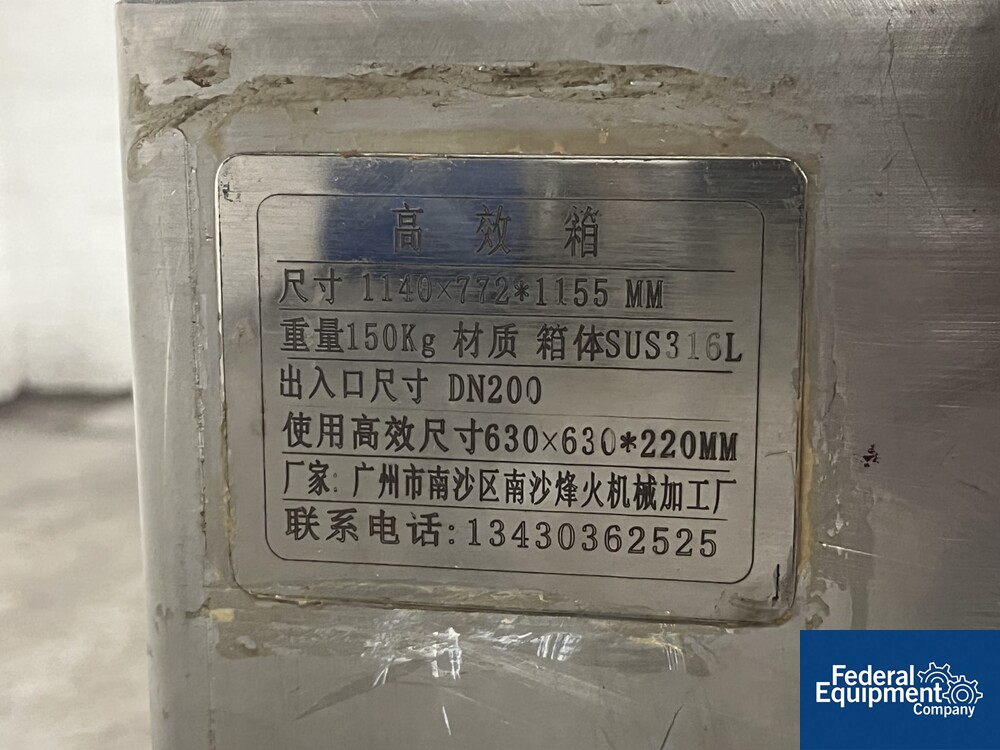 高效箱
尺寸 1140×772*1155 MM
重量150Kg 材质 箱体SUS316L
出入口尺寸 DN200
使用高效尺寸630×630*220MM
厂家: 广州市南沙区南沙烽火机械加工厂
联系电话:13430362525
Federal
Equipment
Company